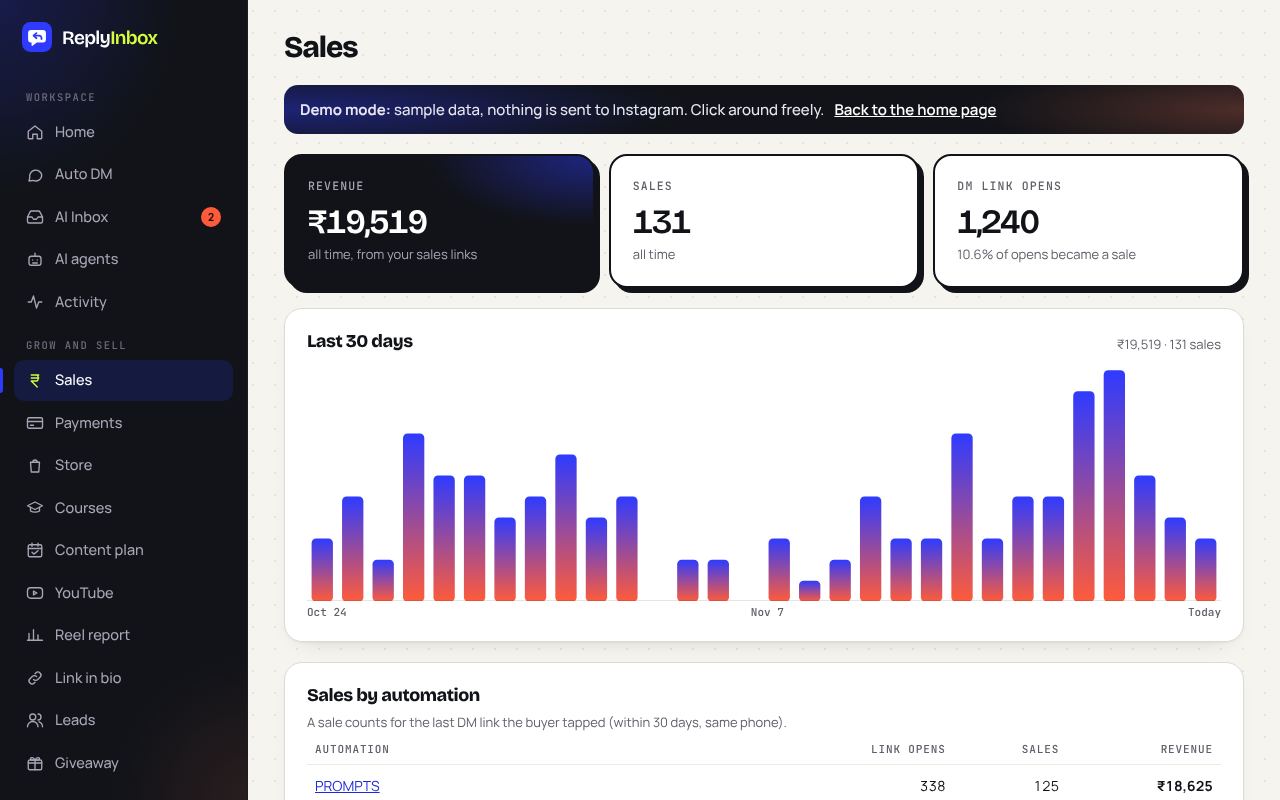 ReplyInbox
WORKSPACE
Home
Auto DM
AI Inbox 2
AI agents
Activity
GROW AND SELL
Sales
Payments
Store
Courses
Content plan
YouTube
Reel report
Link in bio
Leads
Giveaway
Sales
Demo mode: sample data, nothing is sent to Instagram. Click around freely. Back to the home page
REVENUE
₹19,519
all time, from your sales links
SALES
131
all time
DM LINK OPENS
1,240
10.6% of opens became a sale
Last 30 days
₹19,519 · 131 sales
Oct 24 Nov 7 Today
Sales by automation
A sale counts for the last DM link the buyer tapped (within 30 days, same phone).
AUTOMATION LINK OPENS SALES REVENUE
PROMPTS 338 125 ₹18,625